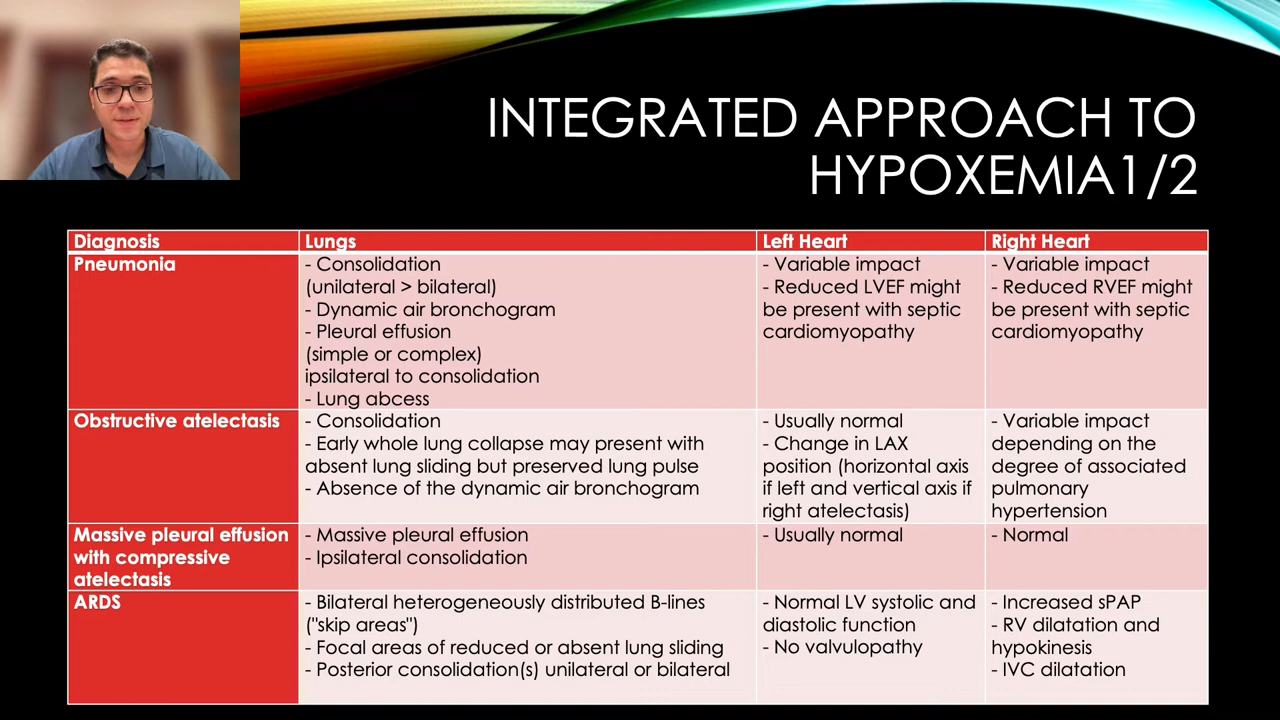 INTEGRATED APPROACH TO
HYPOXEMIA1/2
Diagnosis
Lungs
Left Heart
Right Heart
Pneumonia
- Consolidation
(unilateral > bilateral)
- Dynamic air bronchogram
- Pleural effusion
(simple or complex)
ipsilateral to consolidation
- Lung abcess
- Variable impact
- Reduced LVEF might
be present with septic
cardiomyopathy
- Variable impact
- Reduced RVEF might
be present with septic
cardiomyopathy
Obstructive atelectasis
- Consolidation
- Early whole lung collapse may present with
absent lung sliding but preserved lung pulse
- Absence of the dynamic air bronchogram
- Usually normal
- Change in LAX
position (horizontal axis
if left and vertical axis if
right atelectasis)
- Variable impact
depending on the
degree of associated
pulmonary
hypertension
Massive pleural effusion
with compressive
atelectasis
- Massive pleural effusion
- Ipsilateral consolidation
- Usually normal
- Normal
ARDS
- Bilateral heterogeneously distributed B-lines
("skip areas")
- Focal areas of reduced or absent lung sliding
- Posterior consolidation(s) unilateral or bilateral
- Normal LV systolic and
diastolic function
- No valvulopathy
- Increased sPAP
- RV dilatation and
hypokinesis
- IVC dilatation